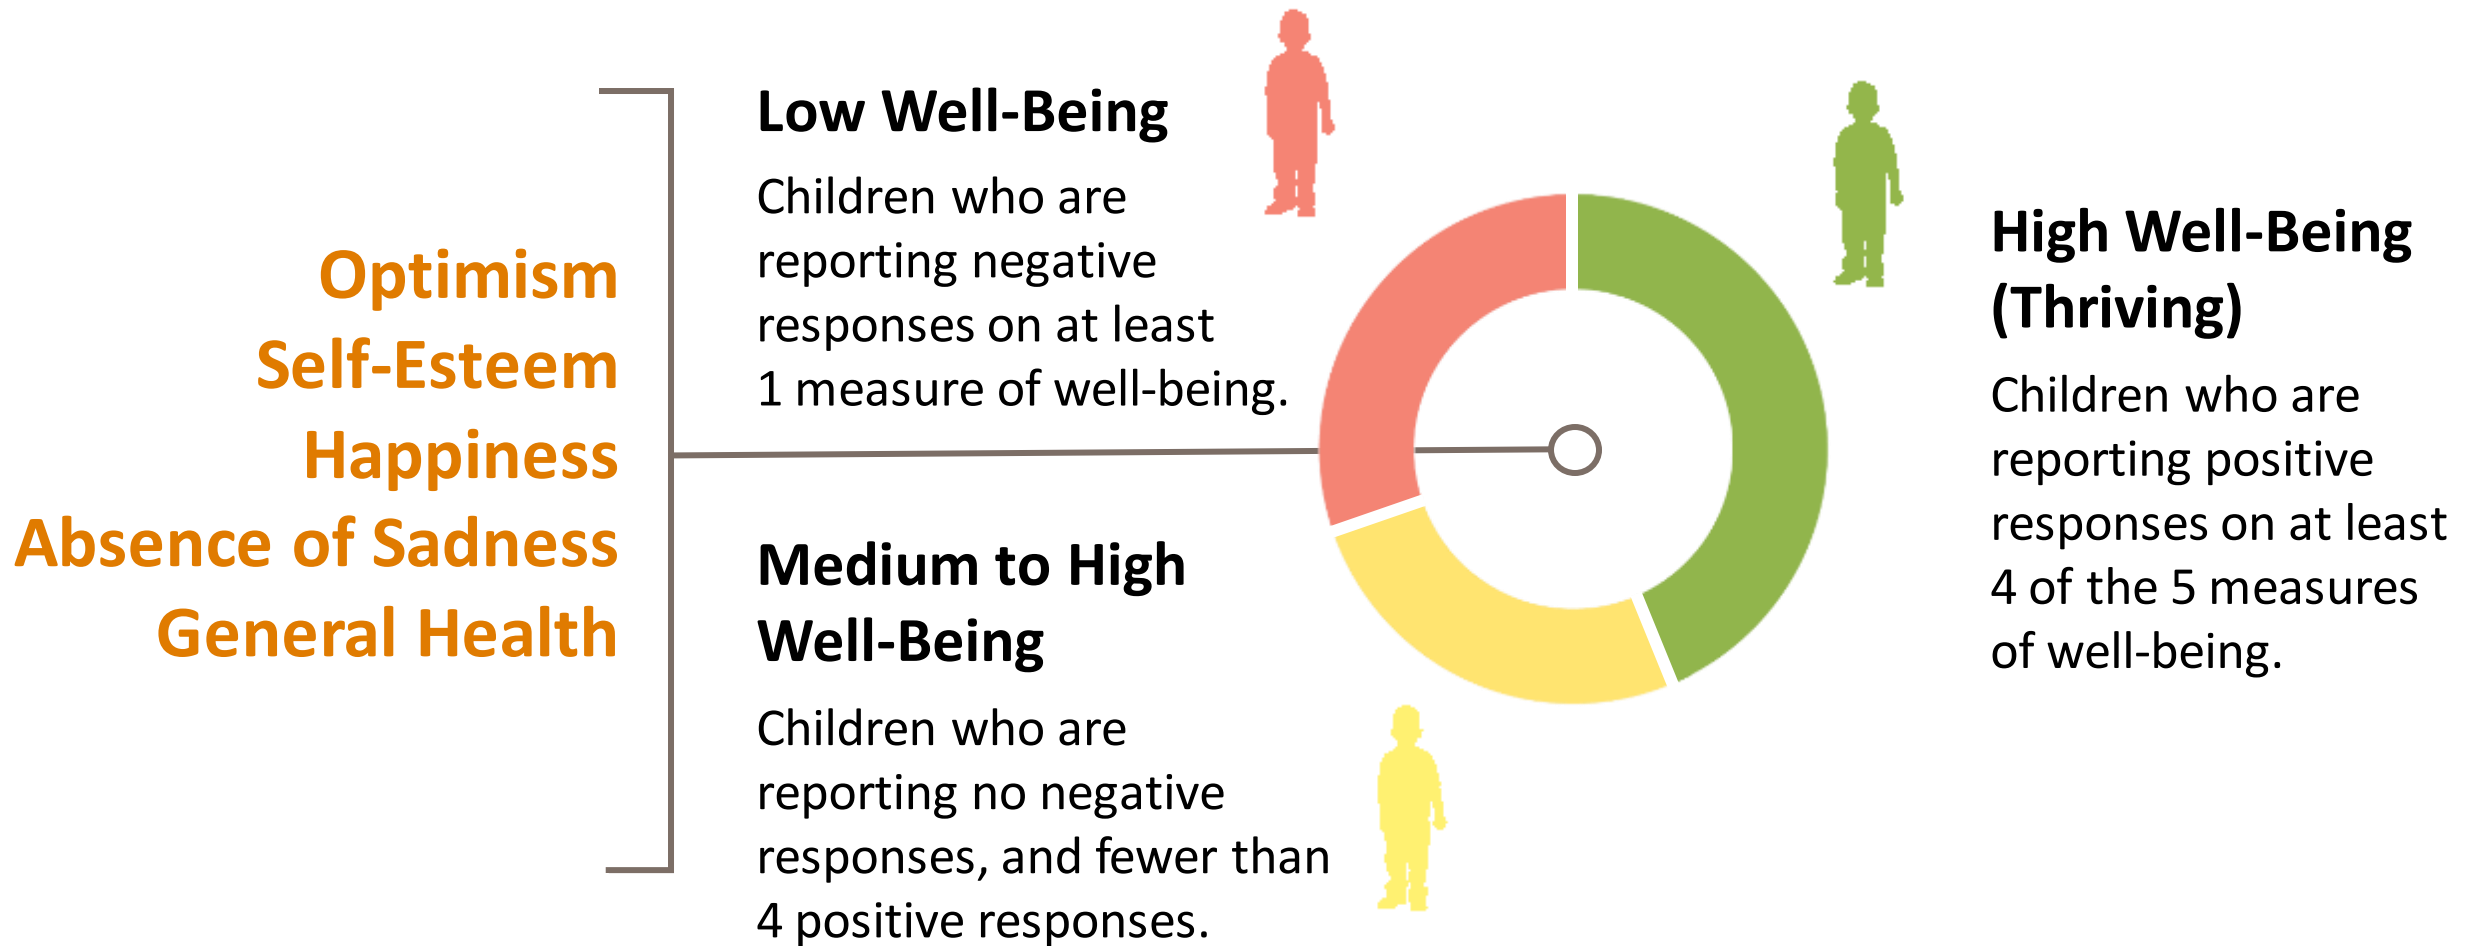 Optimism
Self-Esteem
Happiness
Absence of Sadness
General Health
Low Well-Being
Children who are
reporting negative
responses on at least
1 measure of well-being.
Medium to High
Well-Being
Children who are
reporting no negative
responses, and fewer than
4 positive responses.
High Well-Being
(Thriving)
Children who are
reporting positive
responses on at least
4 of the 5 measures
of well-being.